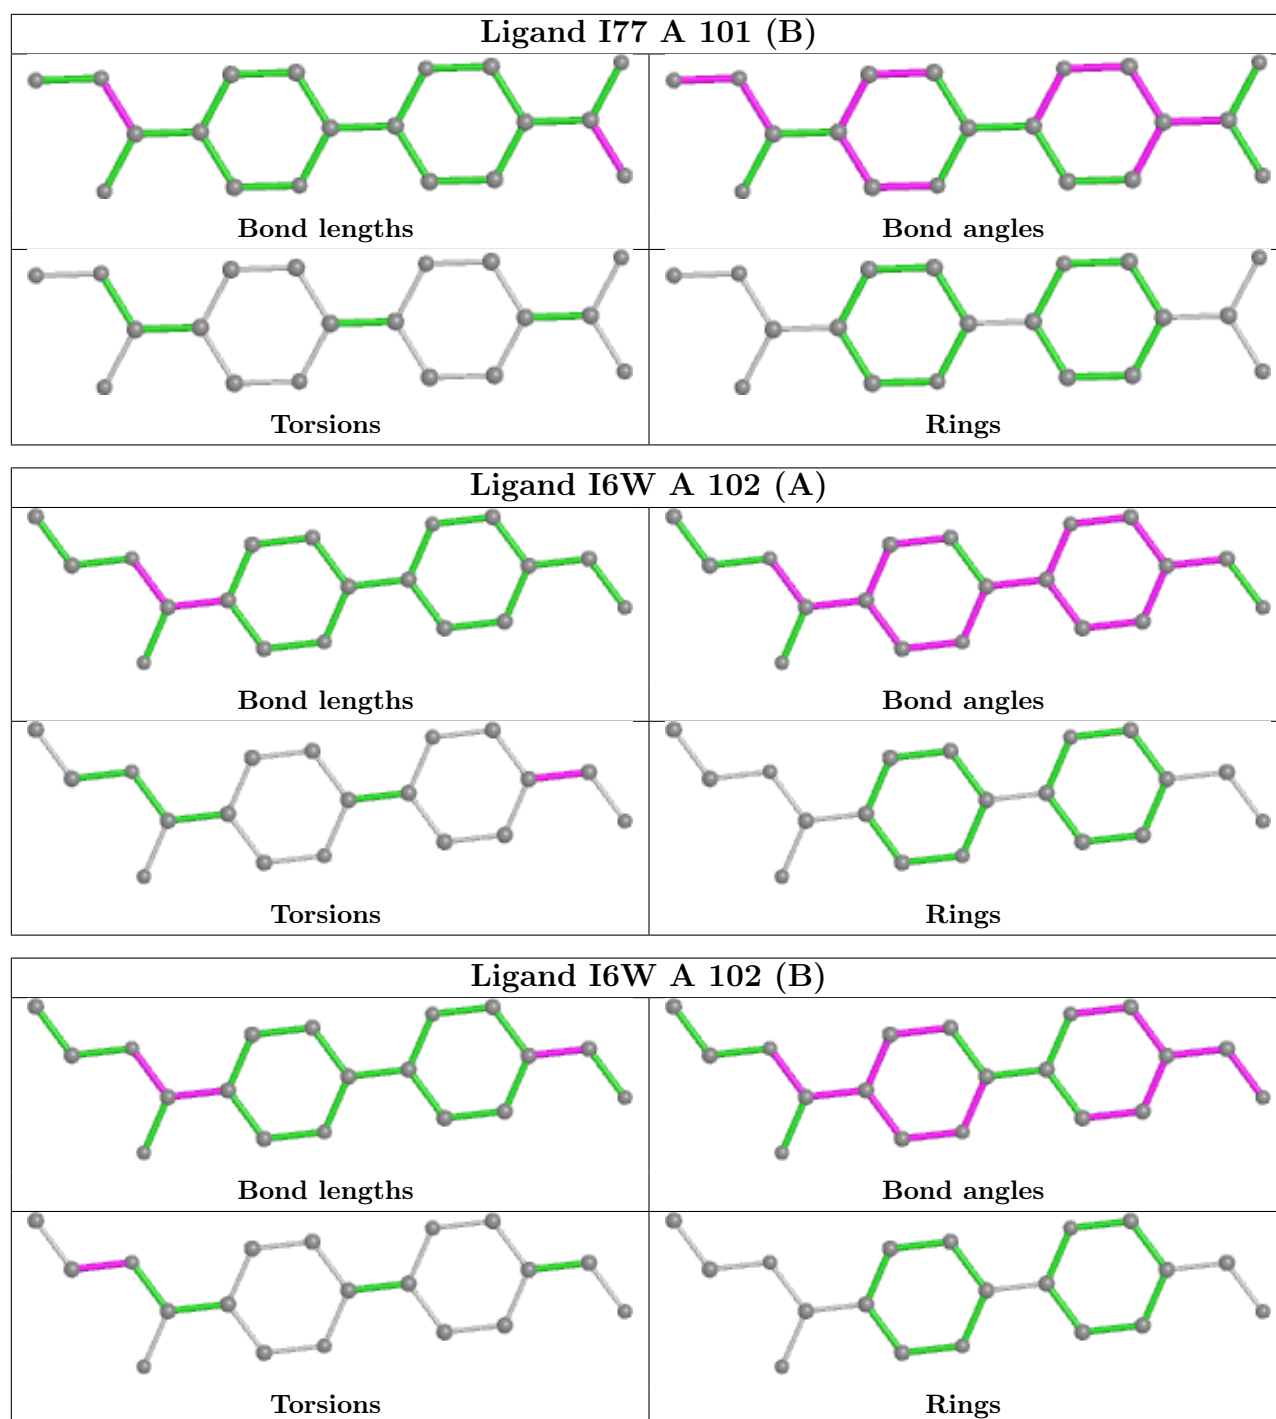 Ligand I77 A 101 (B)
Bond lengths
Bond angles
Torsions
Rings
Ligand I6W A 102 (A)
Bond lengths
Bond angles
Torsions
Rings
Ligand I6W A 102 (B)
Bond lengths
Bond angles
Torsions
Rings